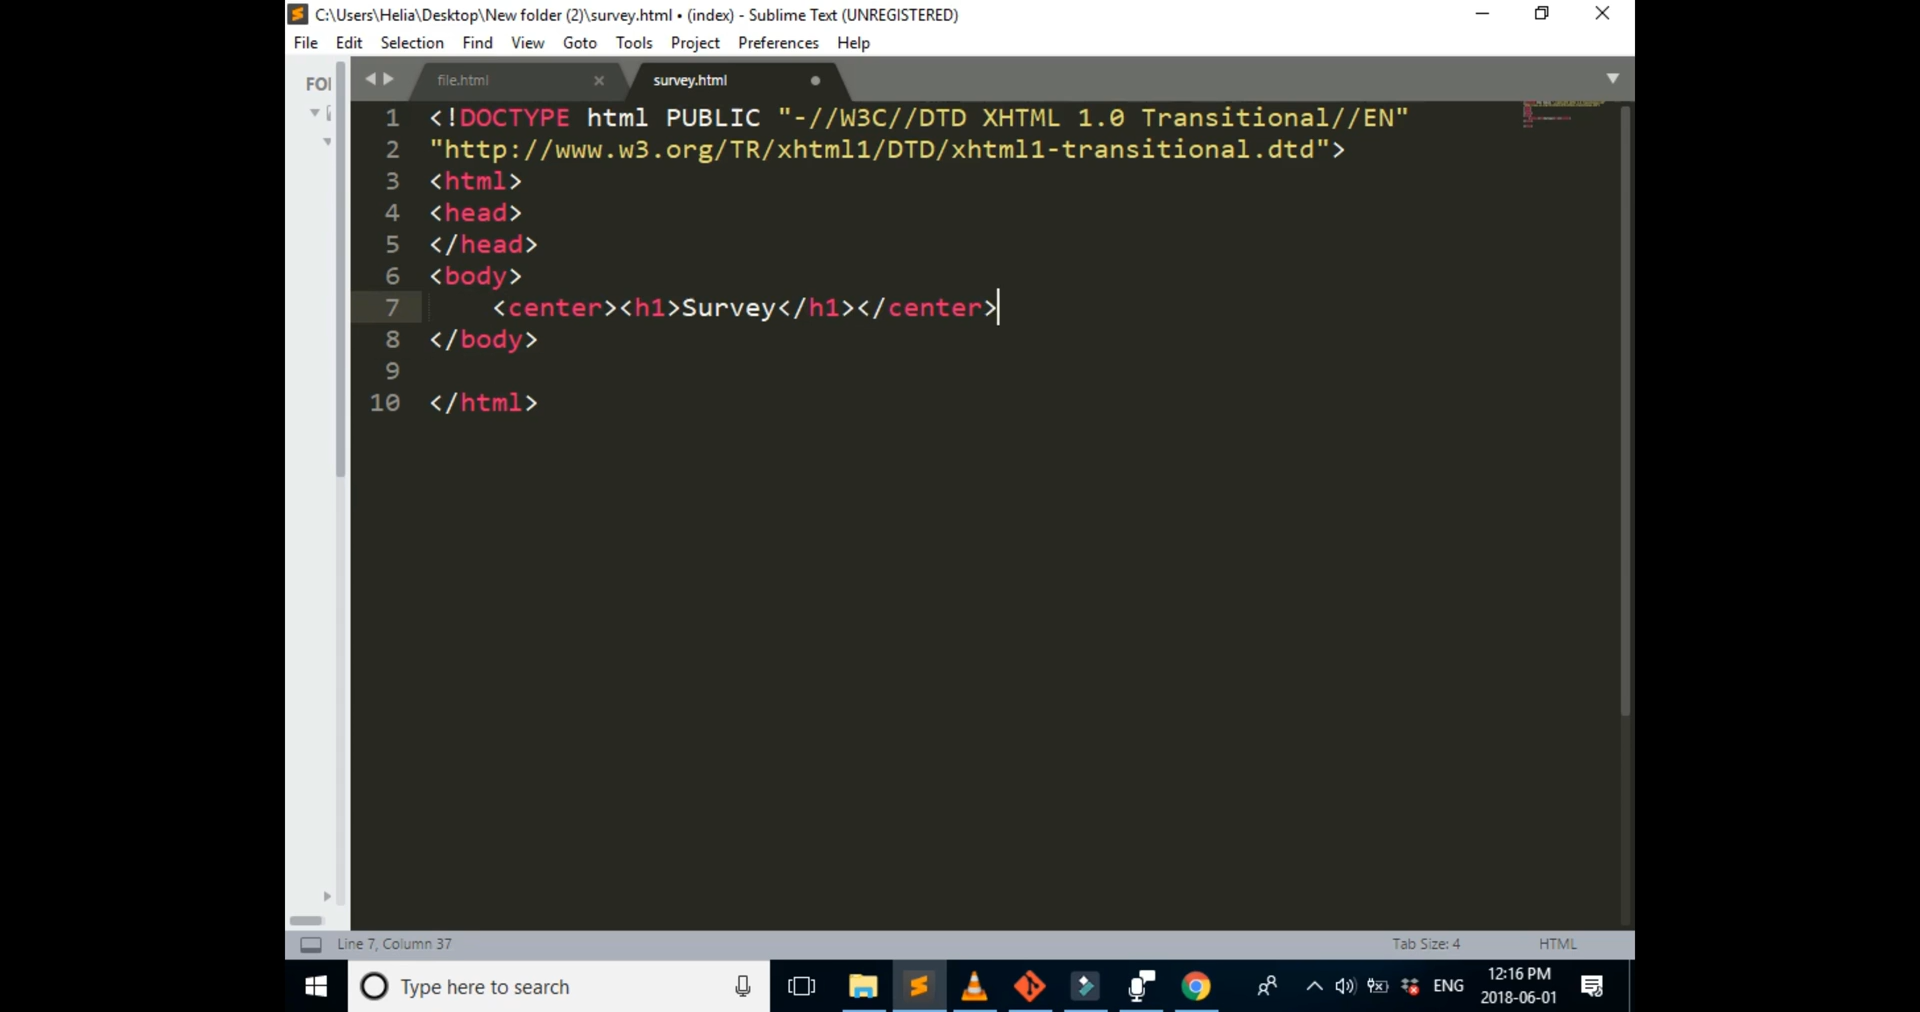 C:\Users\Helia\Desktop\New folder (2)\survey.html • (index) - Sublime Text (UNREGISTERED)
File Edit Selection Find View Goto Tools Project Preferences Help
FOI
file.html
survey.html
1 <!DOCTYPE html PUBLIC "-//W3C//DTD XHTML 1.0 Transitional//EN"
2 "http://www.w3.org/TR/xhtml1/DTD/xhtml1-transitional.dtd">
3 <html>
4 <head>
5 </head>
6 <body>
7 <center><h1>Survey</h1></center>
8 </body>
9
10 </html>
Line 7, Column 37
Tab Size: 4
HTML
Type here to search
ENG
12:16 PM
2018-06-01